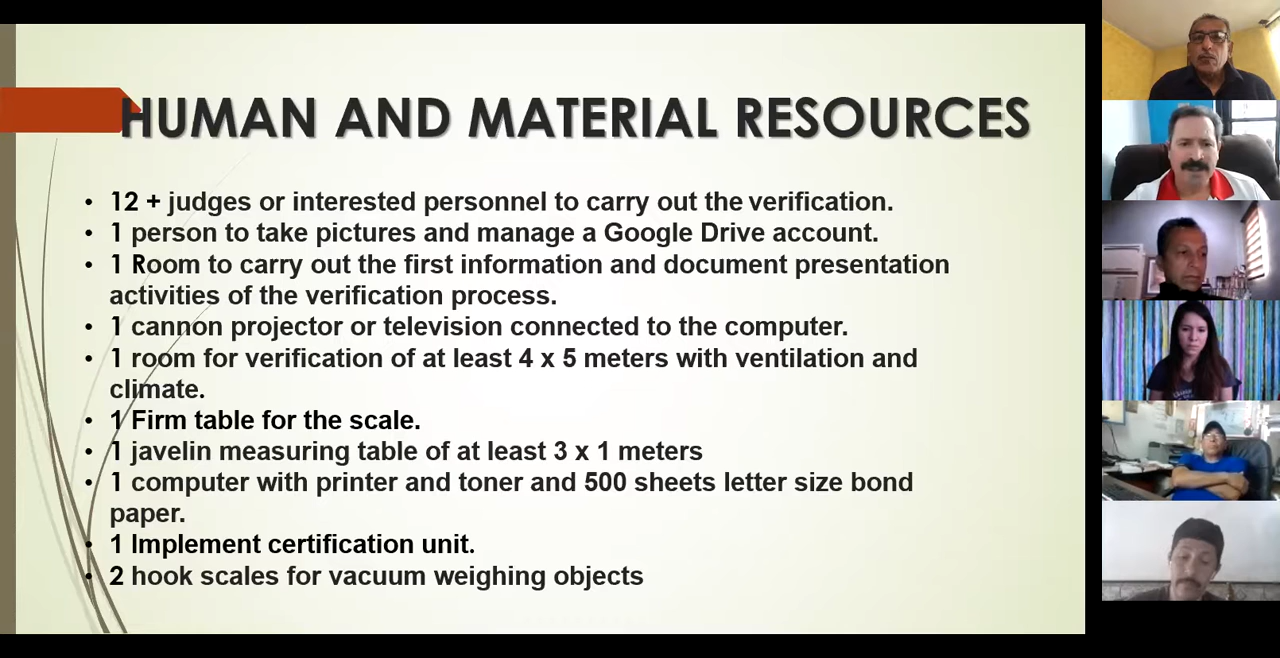 HUMAN AND MATERIAL RESOURCES
• 12 + judges or interested personnel to carry out the verification.
• 1 person to take pictures and manage a Google Drive account.
• 1 Room to carry out the first information and document presentation
activities of the verification process.
• 1 cannon projector or television connected to the computer.
• 1 room for verification of at least 4 x 5 meters with ventilation and
climate.
• 1 Firm table for the scale.
• 1 javelin measuring table of at least 3 x 1 meters
• 1 computer with printer and toner and 500 sheets letter size bond
paper.
• 1 Implement certification unit.
• 2 hook scales for vacuum weighing objects